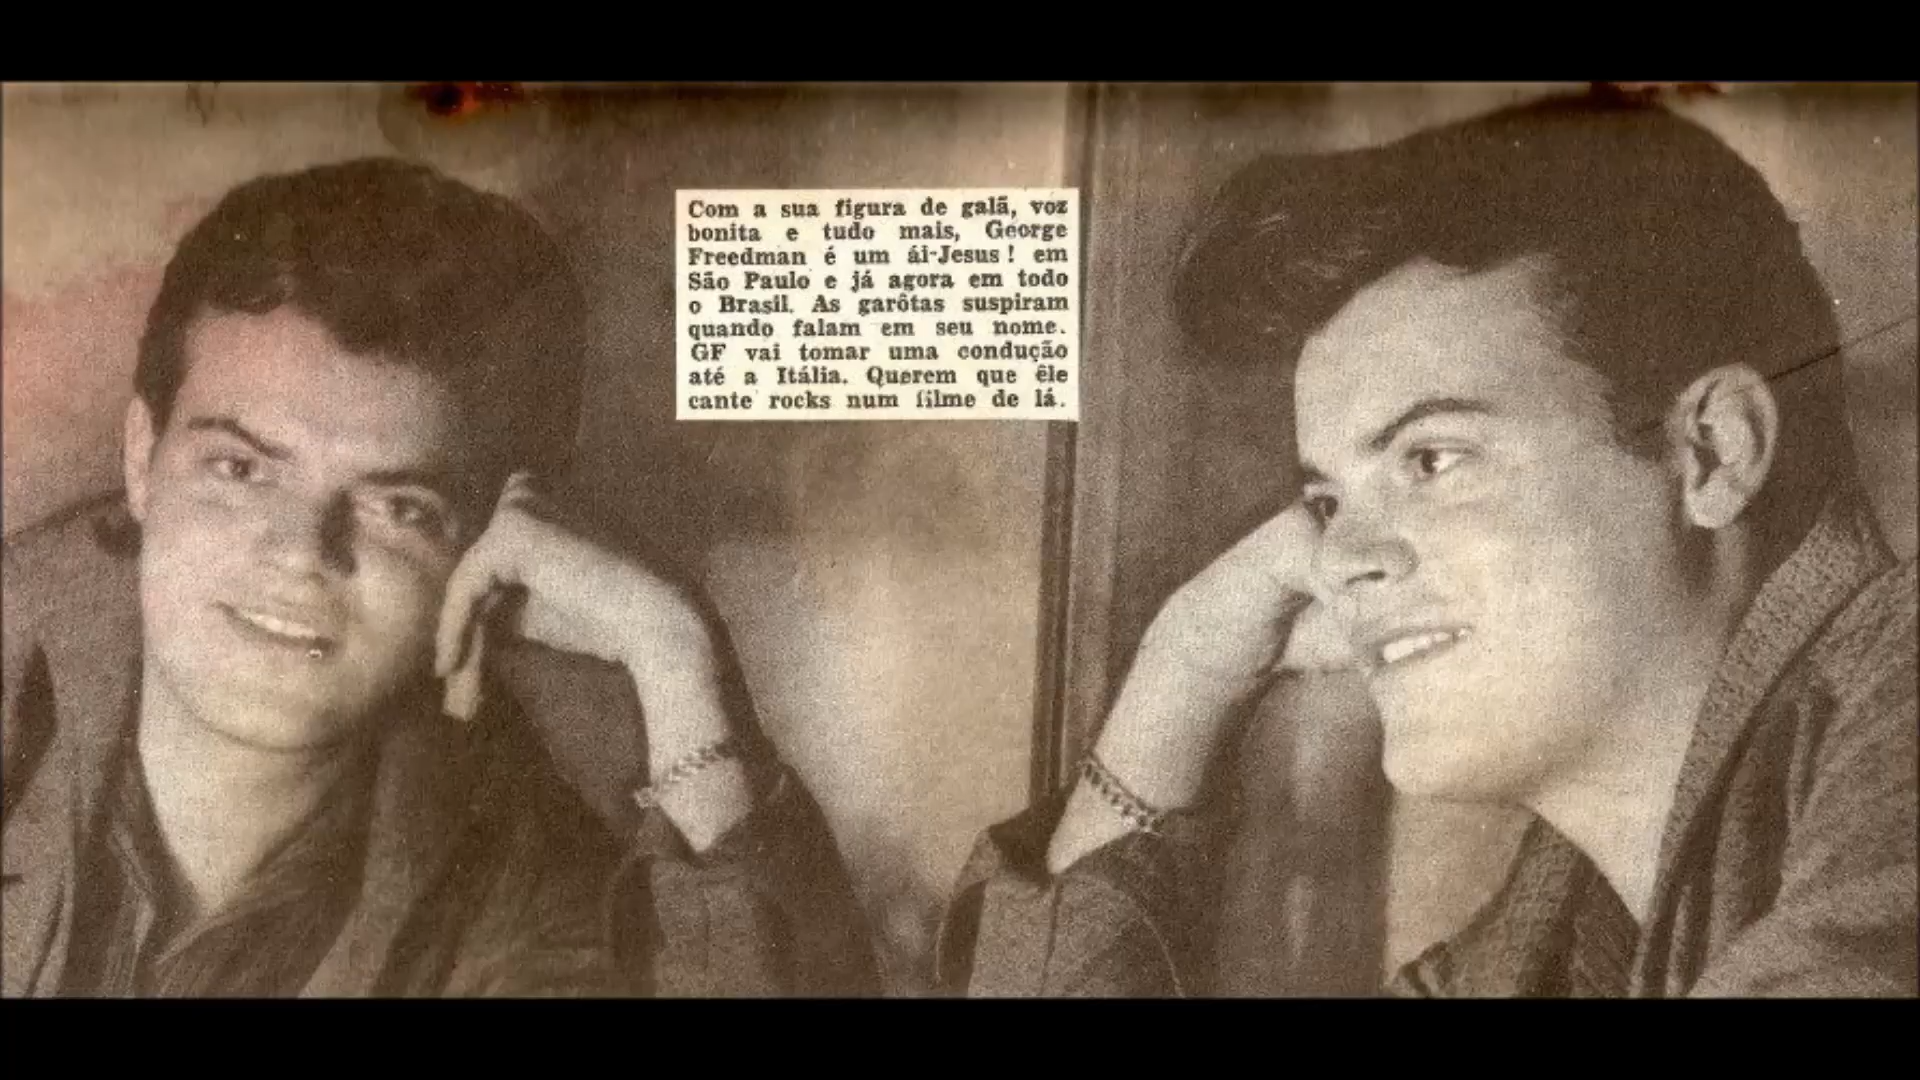 Com a sua figura de galã, voz
bonita e tudo mais, George
Freedman é um ái-Jesus! em
São Paulo e já agora em todo
o Brasil. As garôtas suspiram
quando falam em seu nome.
GF vai tomar uma condução
até a Itália. Querem que êle
cante rocks num filme de lá.